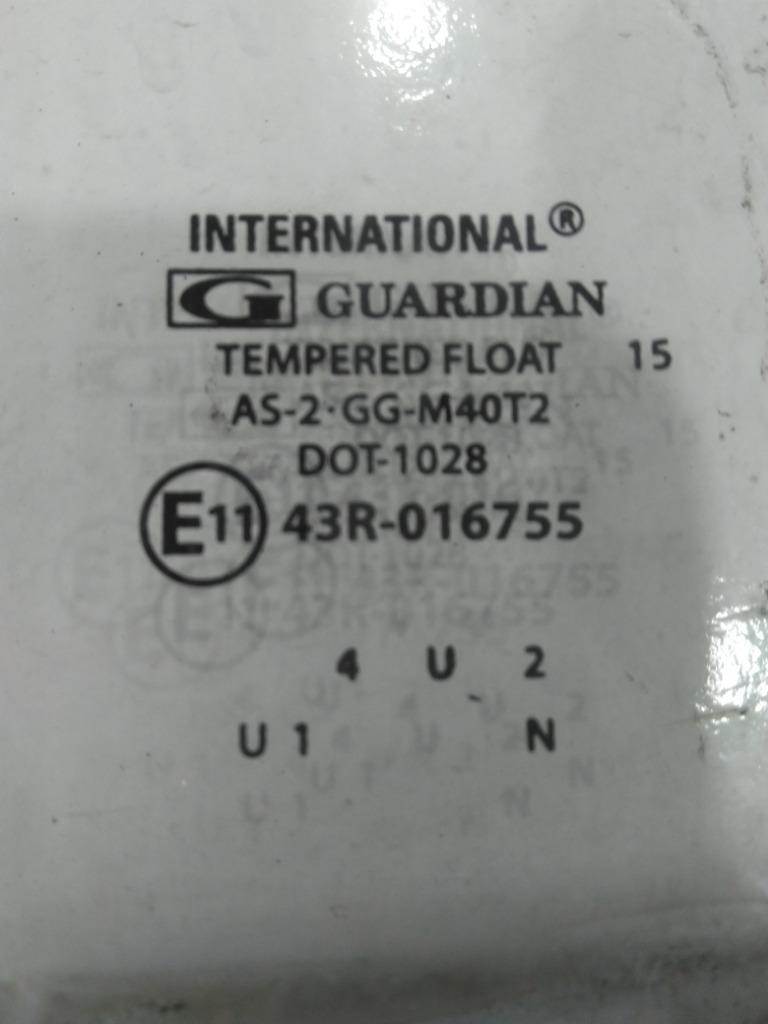 INTERNATIONAL®
G GUARDIAN
TEMPERED FLOAT 15
AS-2·GG-M40T2
DOT-1028
E11 43R-016755
4 U 2
U 1 N